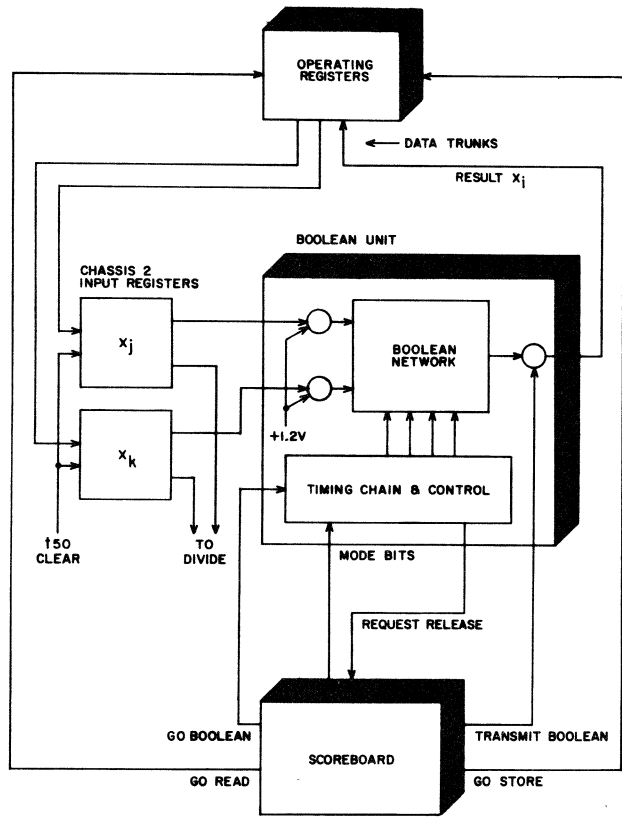 OPERATING
REGISTERS
DATA TRUNKS
RESULT Xi
BOOLEAN UNIT
CHASSIS 2
INPUT REGISTERS
Xj
BOOLEAN
NETWORK
+1.2V
Xk
TIMING CHAIN & CONTROL
t50
CLEAR
TO
DIVIDE
MODE BITS
REQUEST RELEASE
GO BOOLEAN
TRANSMIT BOOLEAN
SCOREBOARD
GO READ
GO STORE